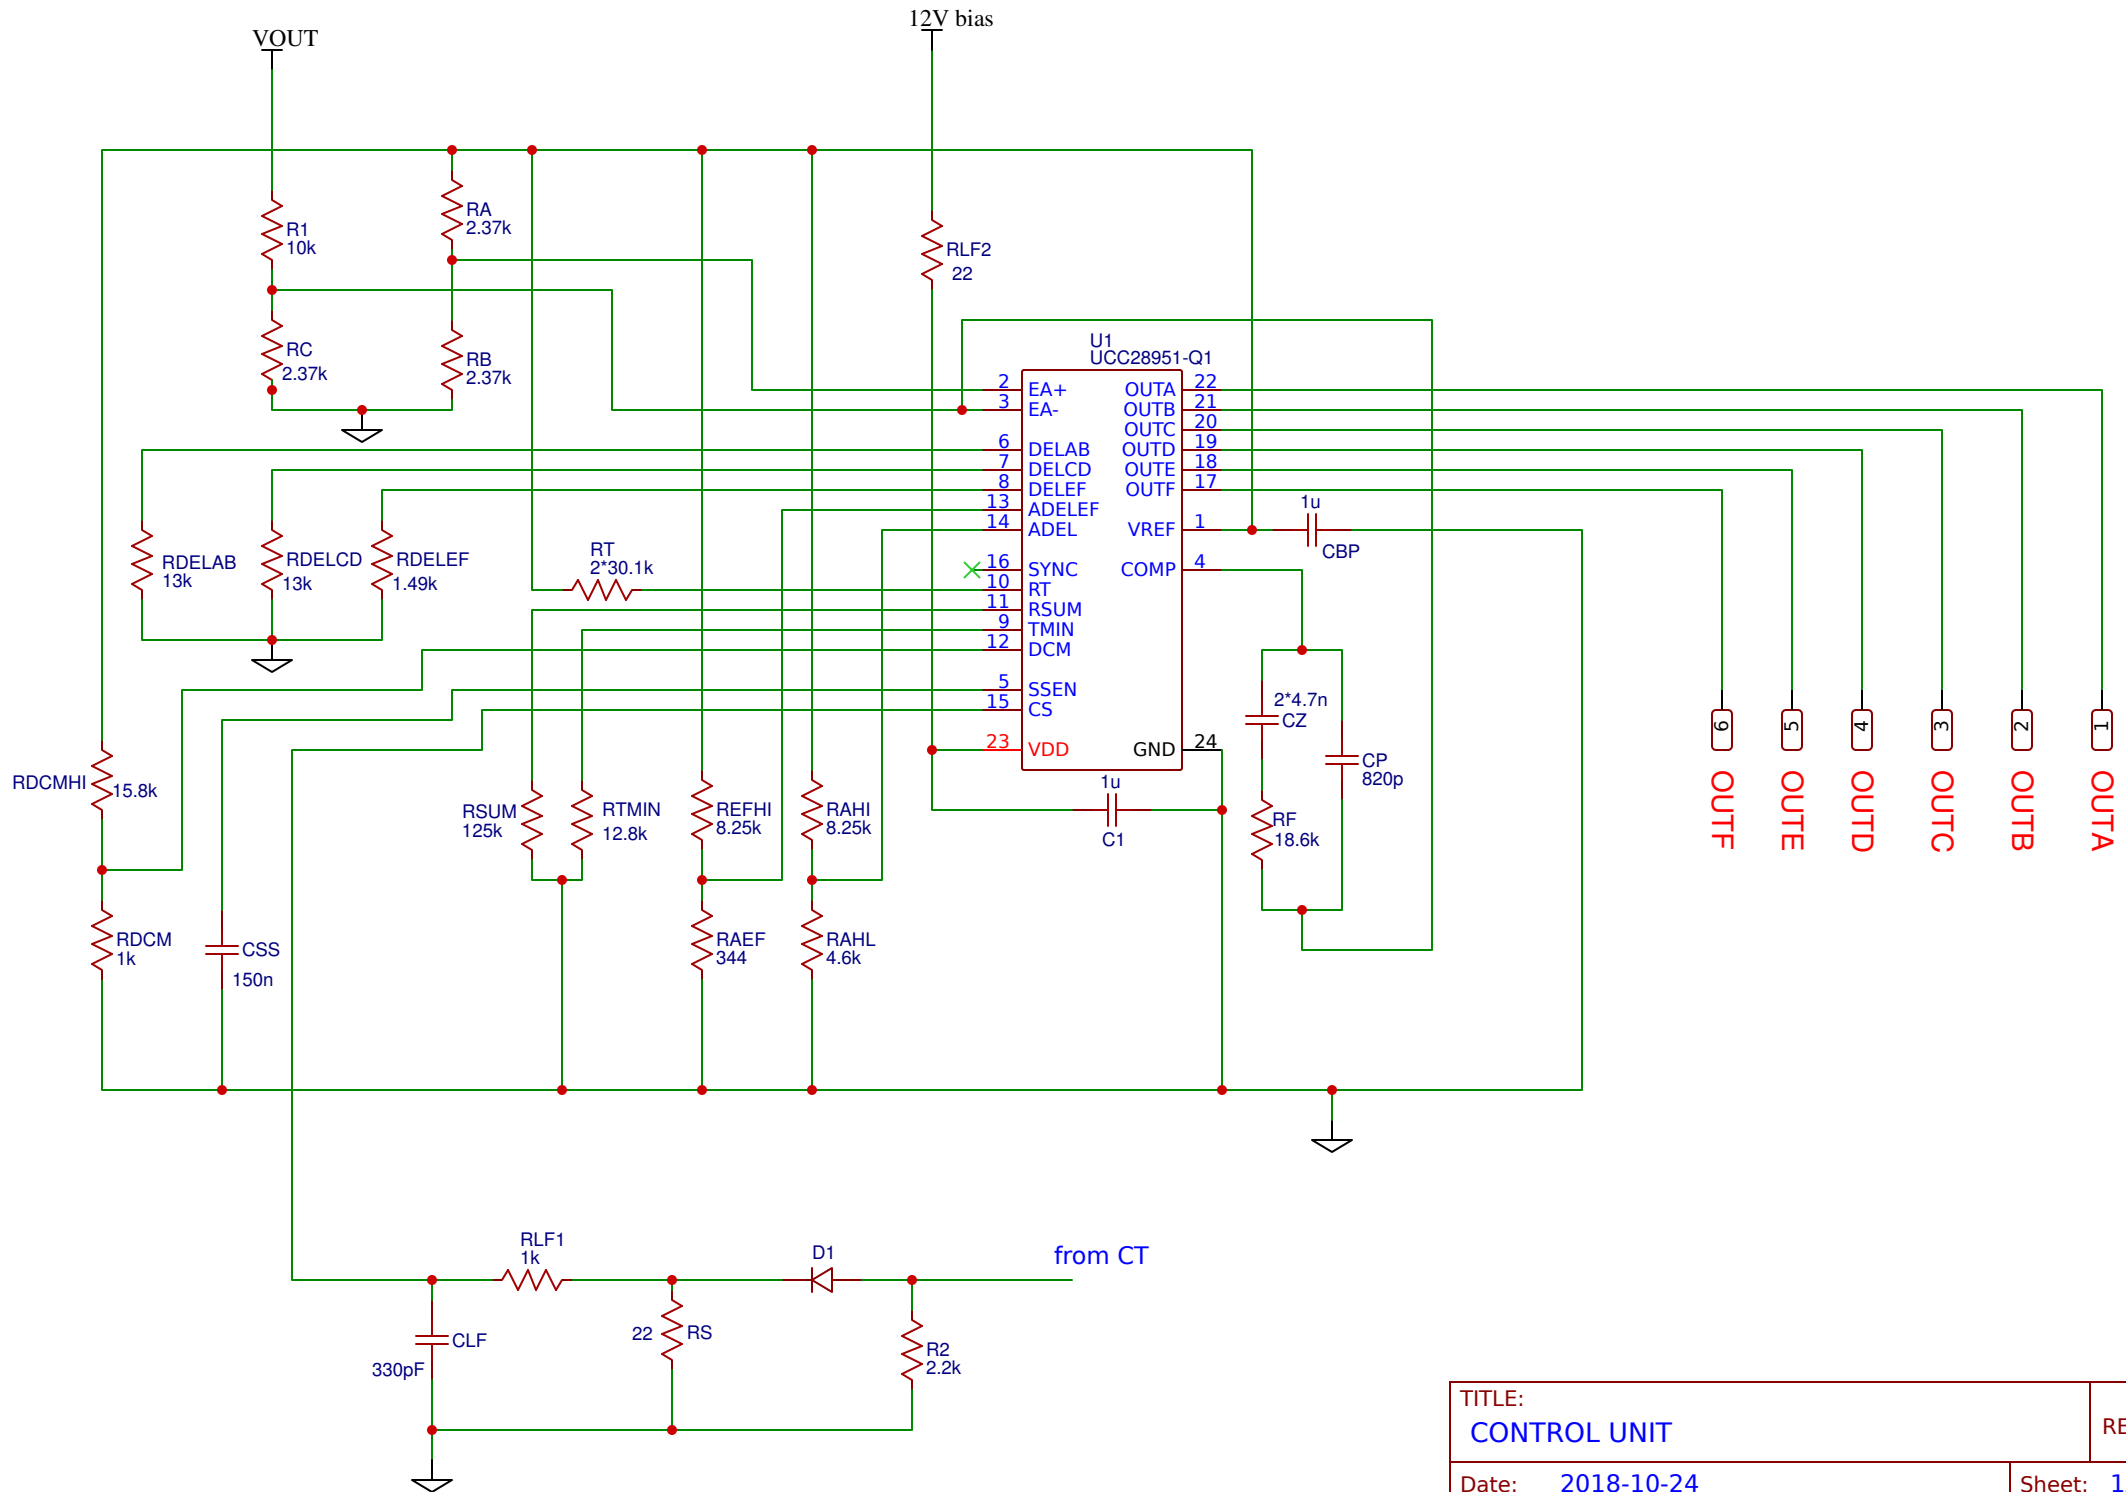 12V bias
VOUT
R1
10k
RA
2.37k
RLF2
22
RC
2.37k
RB
2.37k
U1
UCC28951-Q1
2 EA+ OUTA 22
3 EA- OUTB 21
OUTC 20
6 DELAB OUTD 19
7 DELCD OUTE 18
8 DELEF OUTF 17
13 ADELEF
14 ADEL VREF 1
1u
CBP
16 SYNC COMP 4
10 RT
11 RSUM
9 TMIN
12 DCM
5 SSEN
15 CS
23 VDD GND 24
RDELAB
13k
RDELCD
13k
RDELEF
1.49k
RT
2*30.1k
2*4.7n
CZ
CP
820p
RF
18.6k
1u
C1
RDCMHI
15.8k
RSUM
125k
RTMIN
12.8k
REFHI
8.25k
RAHI
8.25k
RDCM
1k
CSS
150n
RAEF
344
RAHL
4.6k
6 5 4 3 2 1
OUTF OUTE OUTD OUTC OUTB OUTA
RLF1
1k
D1
from CT
CLF
330pF
22 RS
R2
2.2k
TITLE:
CONTROL UNIT
RE
Date: 2018-10-24
Sheet: 1